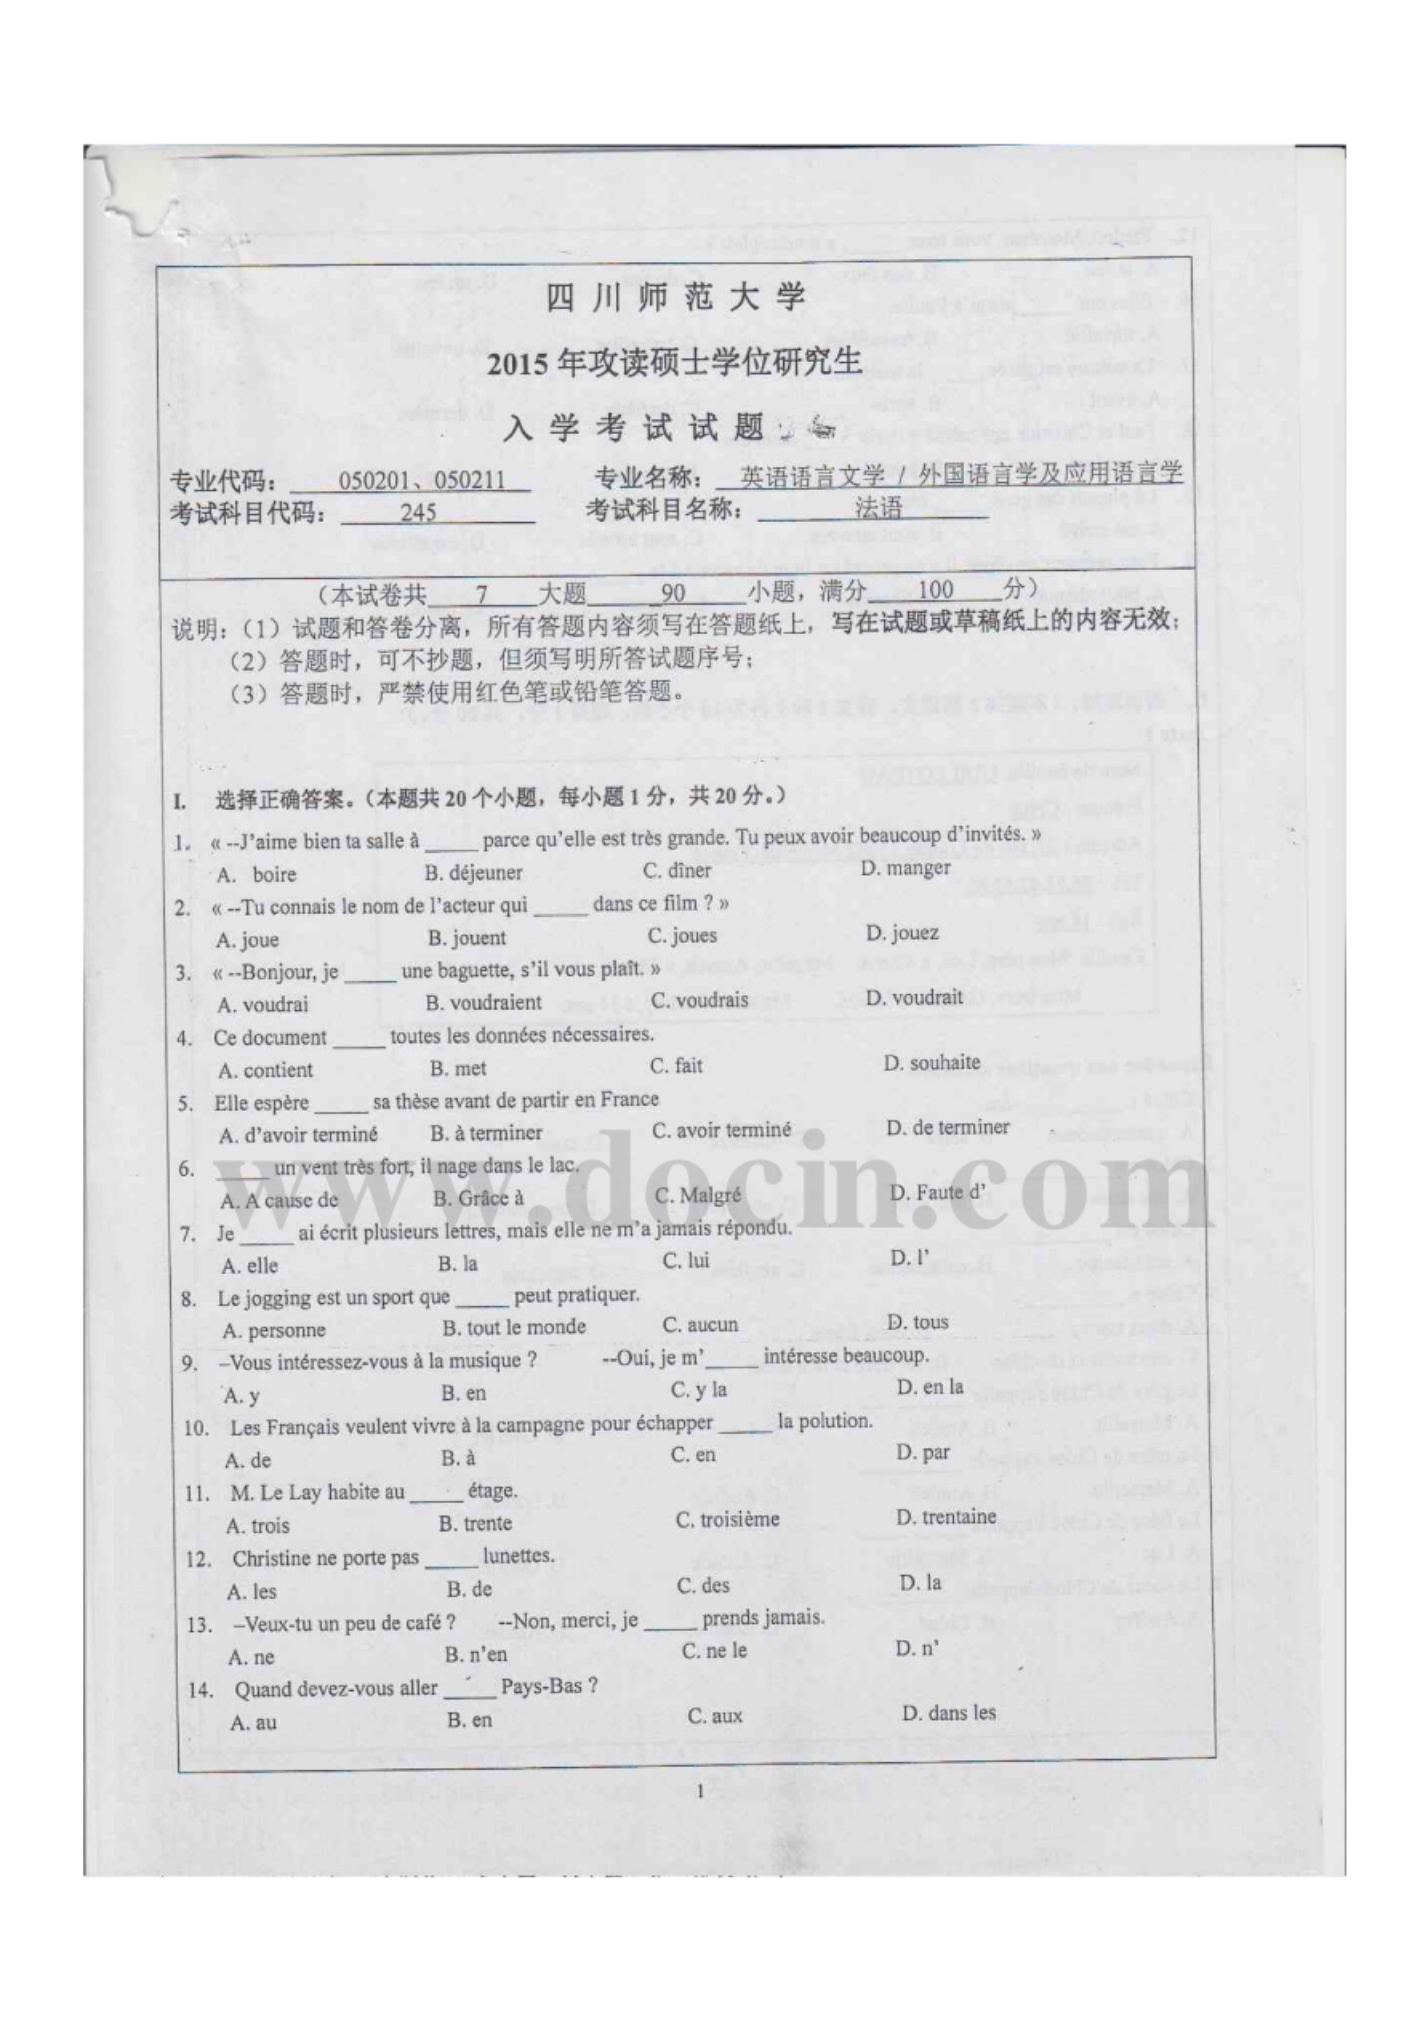 四川师范大学
2015年攻读硕士学位研究生
入学考试试题
专业代码： 050201、050211 专业名称： 英语语言文学 / 外国语言学及应用语言学
考试科目代码： 245 考试科目名称： 法语
（本试卷共 7 大题 90 小题，满分 100 分）
说明：（1）试题和答卷分离，所有答题内容须写在答题纸上，写在试题或草稿纸上的内容无效；
（2）答题时，可不抄题，但须写明所答试题序号；
（3）答题时，严禁使用红色笔或铅笔答题。
I. 选择正确答案。（本题共20个小题，每小题1分，共20分。）
1. « --J'aime bien ta salle à _____ parce qu'elle est très grande. Tu peux avoir beaucoup d'invités. »
A. boire B. déjeuner C. dîner D. manger
2. « --Tu connais le nom de l'acteur qui _____ dans ce film ? »
A. joue B. jouent C. joues D. jouez
3. « --Bonjour, je _____ une baguette, s'il vous plaît. »
A. voudrai B. voudraient C. voudrais D. voudrait
4. Ce document _____ toutes les données nécessaires.
A. contient B. met C. fait D. souhaite
5. Elle espère _____ sa thèse avant de partir en France
A. d'avoir terminé B. à terminer C. avoir terminé D. de terminer
6. _____ un vent très fort, il nage dans le lac.
A. A cause de B. Grâce à C. Malgré D. Faute d'
www.docin.com
7. Je _____ ai écrit plusieurs lettres, mais elle ne m'a jamais répondu.
A. elle B. la C. lui D. l'
8. Le jogging est un sport que _____ peut pratiquer.
A. personne B. tout le monde C. aucun D. tous
9. –Vous intéressez-vous à la musique ? --Oui, je m'_____ intéresse beaucoup.
A. y B. en C. y la D. en la
10. Les Français veulent vivre à la campagne pour échapper _____ la polution.
A. de B. à C. en D. par
11. M. Le Lay habite au _____ étage.
A. trois B. trente C. troisième D. trentaine
12. Christine ne porte pas _____ lunettes.
A. les B. de C. des D. la
13. –Veux-tu un peu de café ? --Non, merci, je _____ prends jamais.
A. ne B. n'en C. ne le D. n'
14. Quand devez-vous aller _____ Pays-Bas ?
A. au B. en C. aux D. dans les
1